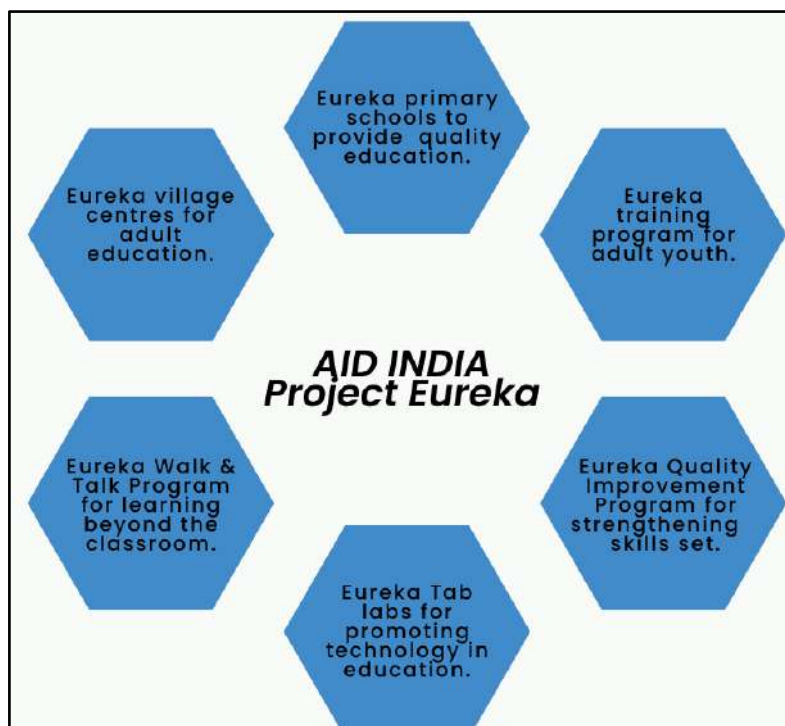 Eureka primary
schools to
provide quality
education.
Eureka village
centres for
adult
education.
Eureka
training
program for
adult youth.
AID INDIA
Project Eureka
Eureka Walk &
Talk Program
for learning
beyond the
classroom.
Eureka Quality
Improvement
Program for
strengthening
skills set.
Eureka Tab
labs for
promoting
technology in
education.